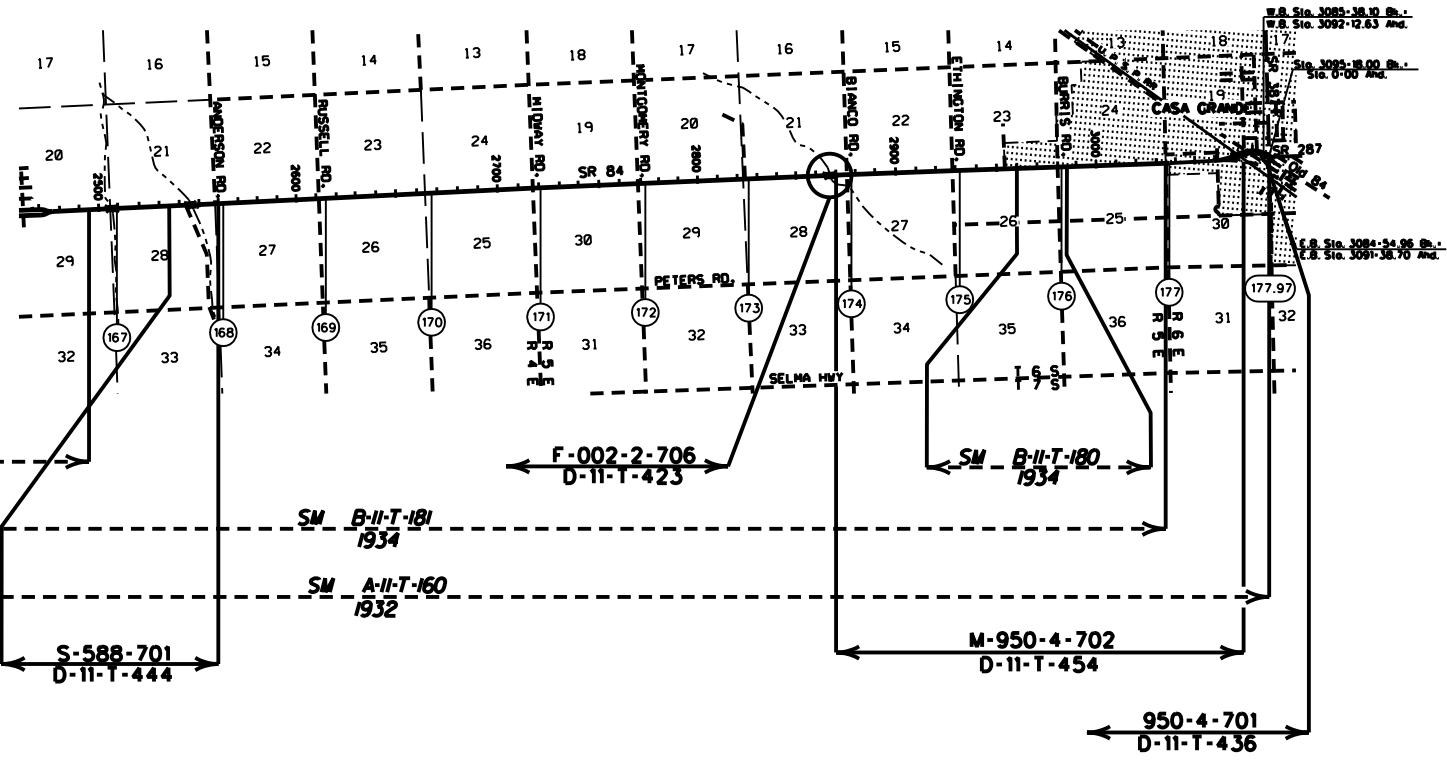 W.B. Sta. 3085+38.10 Bk.=
W.B. Sta. 3092+12.63 Ahd.
17 16 15 14 13 18 17 16 15 14 13 18 17
Sta. 3095+18.00 Bk.=
Sta. 0+00 Ahd.
ANDERSON RD.
RUSSELL RD.
MIDWAY RD.
MONTGOMERY RD.
BIANCO RD.
ETHINGTON RD.
BURRIS RD.
S.P.R.R.
CASA GRANDE
20 21 22 23 24 19 20 21 22 23 24 19
2500 2600 2700 2800 2900 3000
SR 84
SR 287
Old 84
29 28 27 26 25 30 29 28 27 26 25 30
E.B. Sta. 3084+54.96 Bk.=
E.B. Sta. 3091+38.70 Ahd.
PETERS RD.
167 168 169 170 171 172 173 174 175 176 177 177.97
32 33 34 35 36 31 32 33 34 35 36 31 32
R 4 E
R 5 E
R 5 E
R 6 E
SELMA HWY
T 6 S
T 7 S
F-002-2-706
D-11-T-423
SM B-11-T-180
1934
SM B-11-T-181
1934
SM A-11-T-160
1932
S-588-701
D-11-T-444
M-950-4-702
D-11-T-454
950-4-701
D-11-T-436